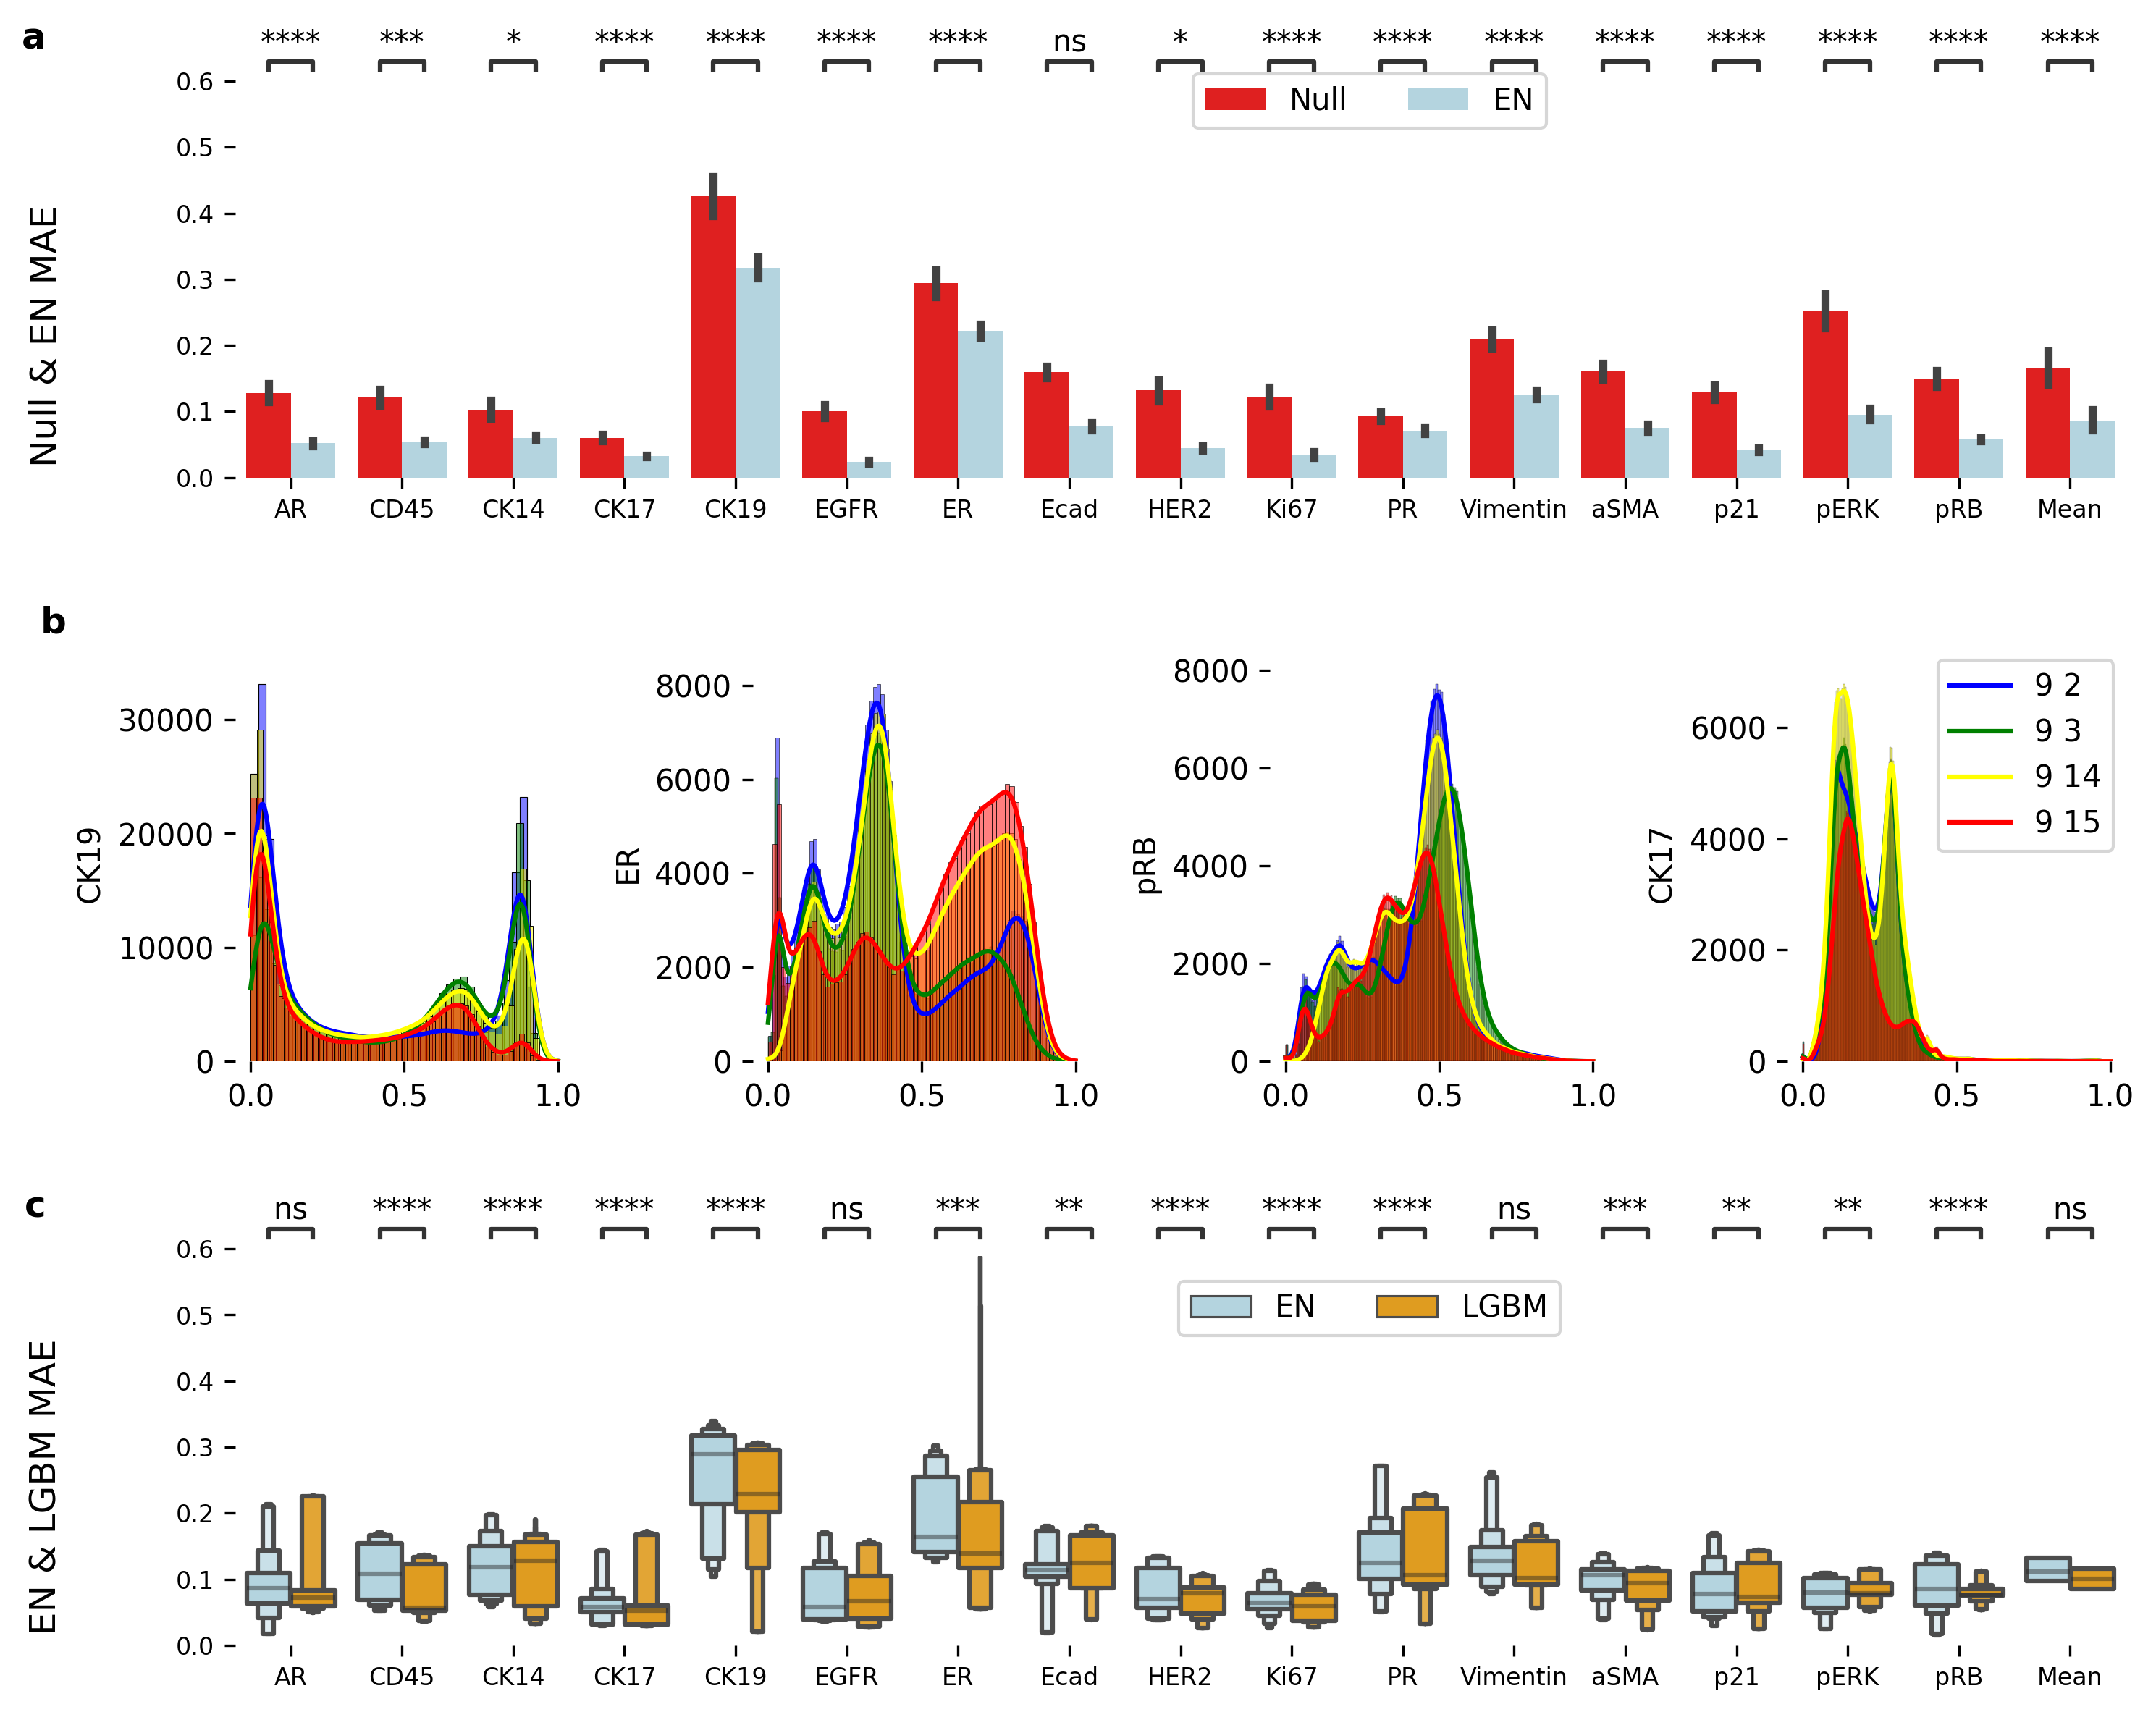 a
**** *** * **** **** **** **** ns * **** **** **** **** **** **** **** ****
Null EN
Null & EN MAE
0.6
0.5
0.4
0.3
0.2
0.1
0.0
AR CD45 CK14 CK17 CK19 EGFR ER Ecad HER2 Ki67 PR Vimentin aSMA p21 pERK pRB Mean
b
CK19
30000
20000
10000
0
0.0 0.5 1.0
ER
8000
6000
4000
2000
0
0.0 0.5 1.0
pRB
8000
6000
4000
2000
0
0.0 0.5 1.0
CK17
6000
4000
2000
0
0.0 0.5 1.0
9 2
9 3
9 14
9 15
c
ns **** **** **** **** ns *** ** **** **** **** ns *** ** ** **** ns
EN LGBM
EN & LGBM MAE
0.6
0.5
0.4
0.3
0.2
0.1
0.0
AR CD45 CK14 CK17 CK19 EGFR ER Ecad HER2 Ki67 PR Vimentin aSMA p21 pERK pRB Mean